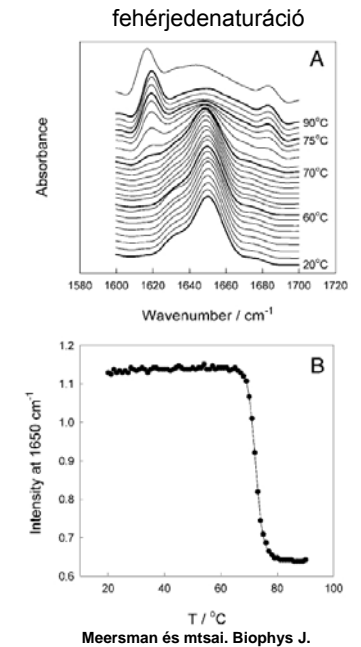 fehérjedenaturáció
A
Absorbance
90°C
75°C
70°C
60°C
20°C
1580 1600 1620 1640 1660 1680 1700 1720
Wavenumber / cm⁻¹
B
Intensity at 1650 cm⁻¹
1.2
1.1
1.0
0.9
0.8
0.7
0.6
20 40 60 80 100
T / °C
Meersman és mtsai. Biophys J.